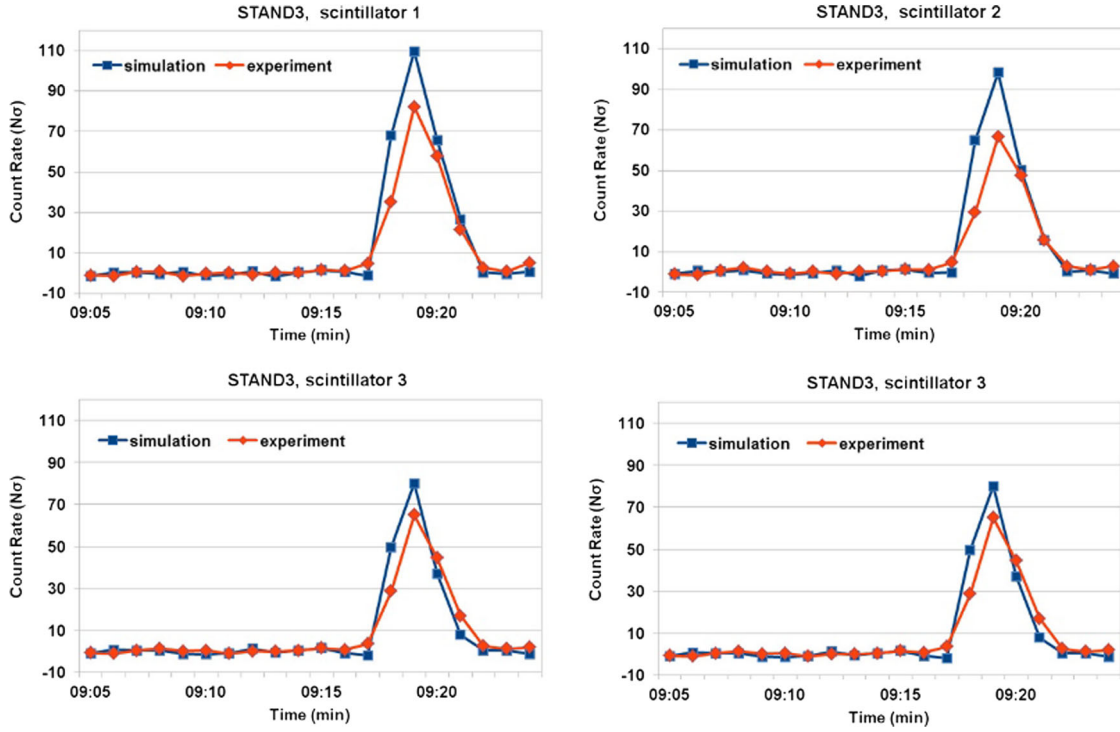 STAND3, scintillator 1
simulation experiment
Count Rate (Nσ)
110
90
70
50
30
10
-10
09:05 09:10 09:15 09:20
Time (min)
STAND3, scintillator 2
simulation experiment
Count Rate (Nσ)
110
90
70
50
30
10
-10
09:05 09:10 09:15 09:20
Time (min)
STAND3, scintillator 3
simulation experiment
Count Rate (Nσ)
110
90
70
50
30
10
-10
09:05 09:10 09:15 09:20
Time (min)
STAND3, scintillator 3
simulation experiment
Count Rate (Nσ)
110
90
70
50
30
10
-10
09:05 09:10 09:15 09:20
Time (min)